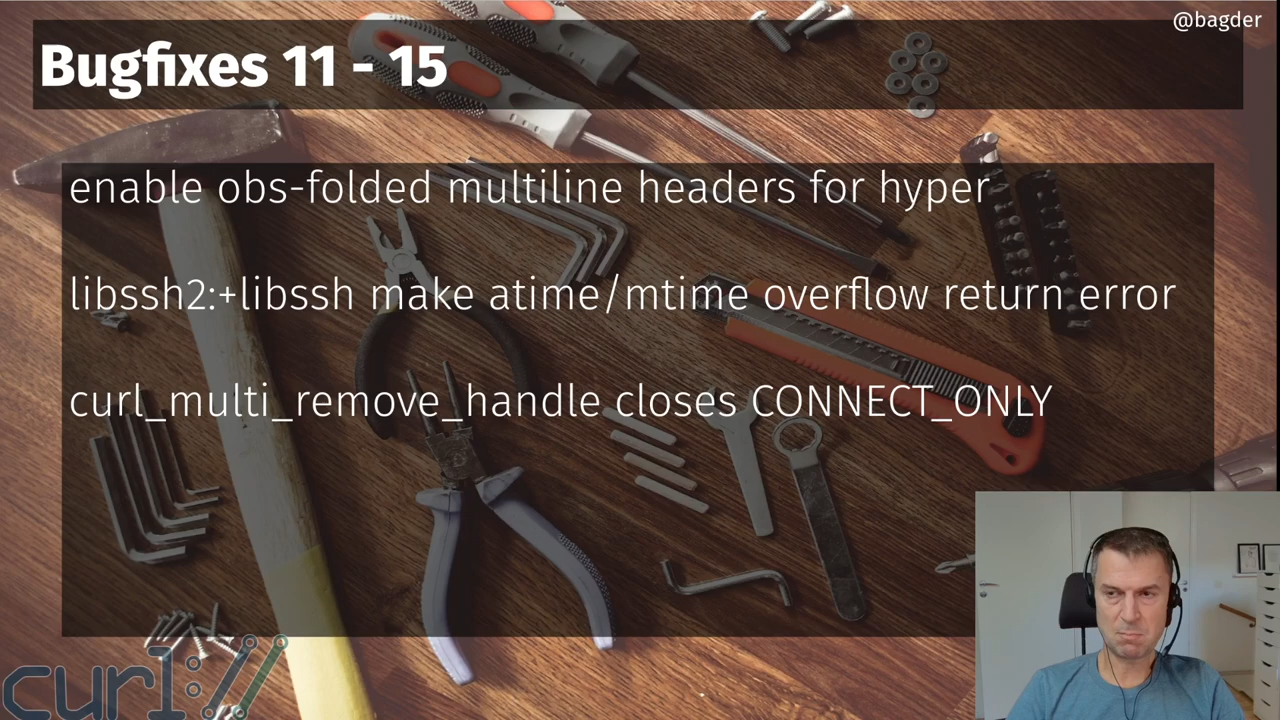 @bagder
Bugfixes 11 - 15
enable obs-folded multiline headers for hyper
libssh2:+libssh make atime/mtime overflow return error
curl_multi_remove_handle closes CONNECT_ONLY
curl://